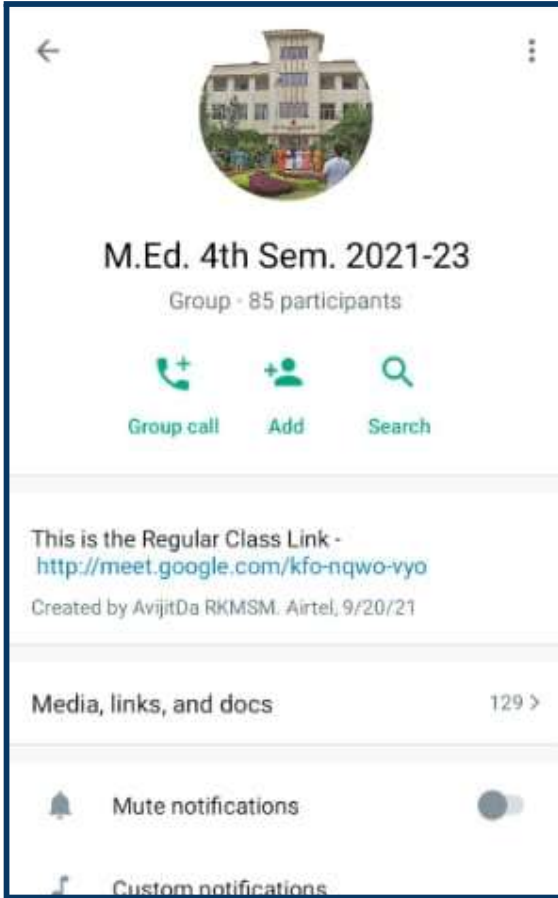 M.Ed. 4th Sem. 2021-23
Group · 85 participants
Group call Add Search
This is the Regular Class Link -
http://meet.google.com/kfo-nqwo-vyo
Created by AvijitDa RKMSM. Airtel, 9/20/21
Media, links, and docs 129 >
Mute notifications
Custom notifications